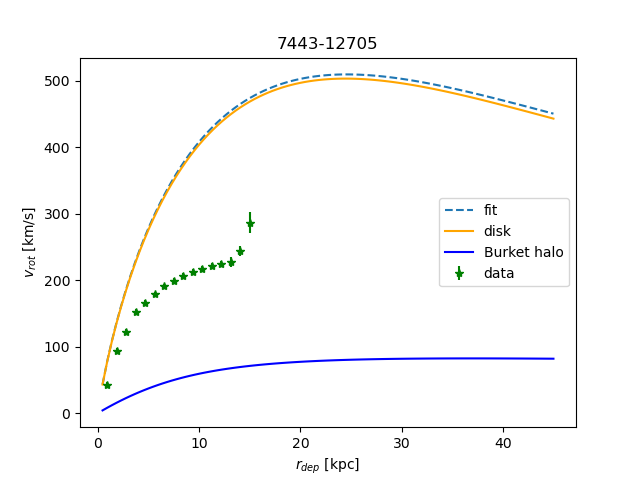 7443-12705
500
400
300
200
100
0
v_rot [km/s]
fit
disk
Burket halo
data
0
10
20
30
40
r_dep [kpc]